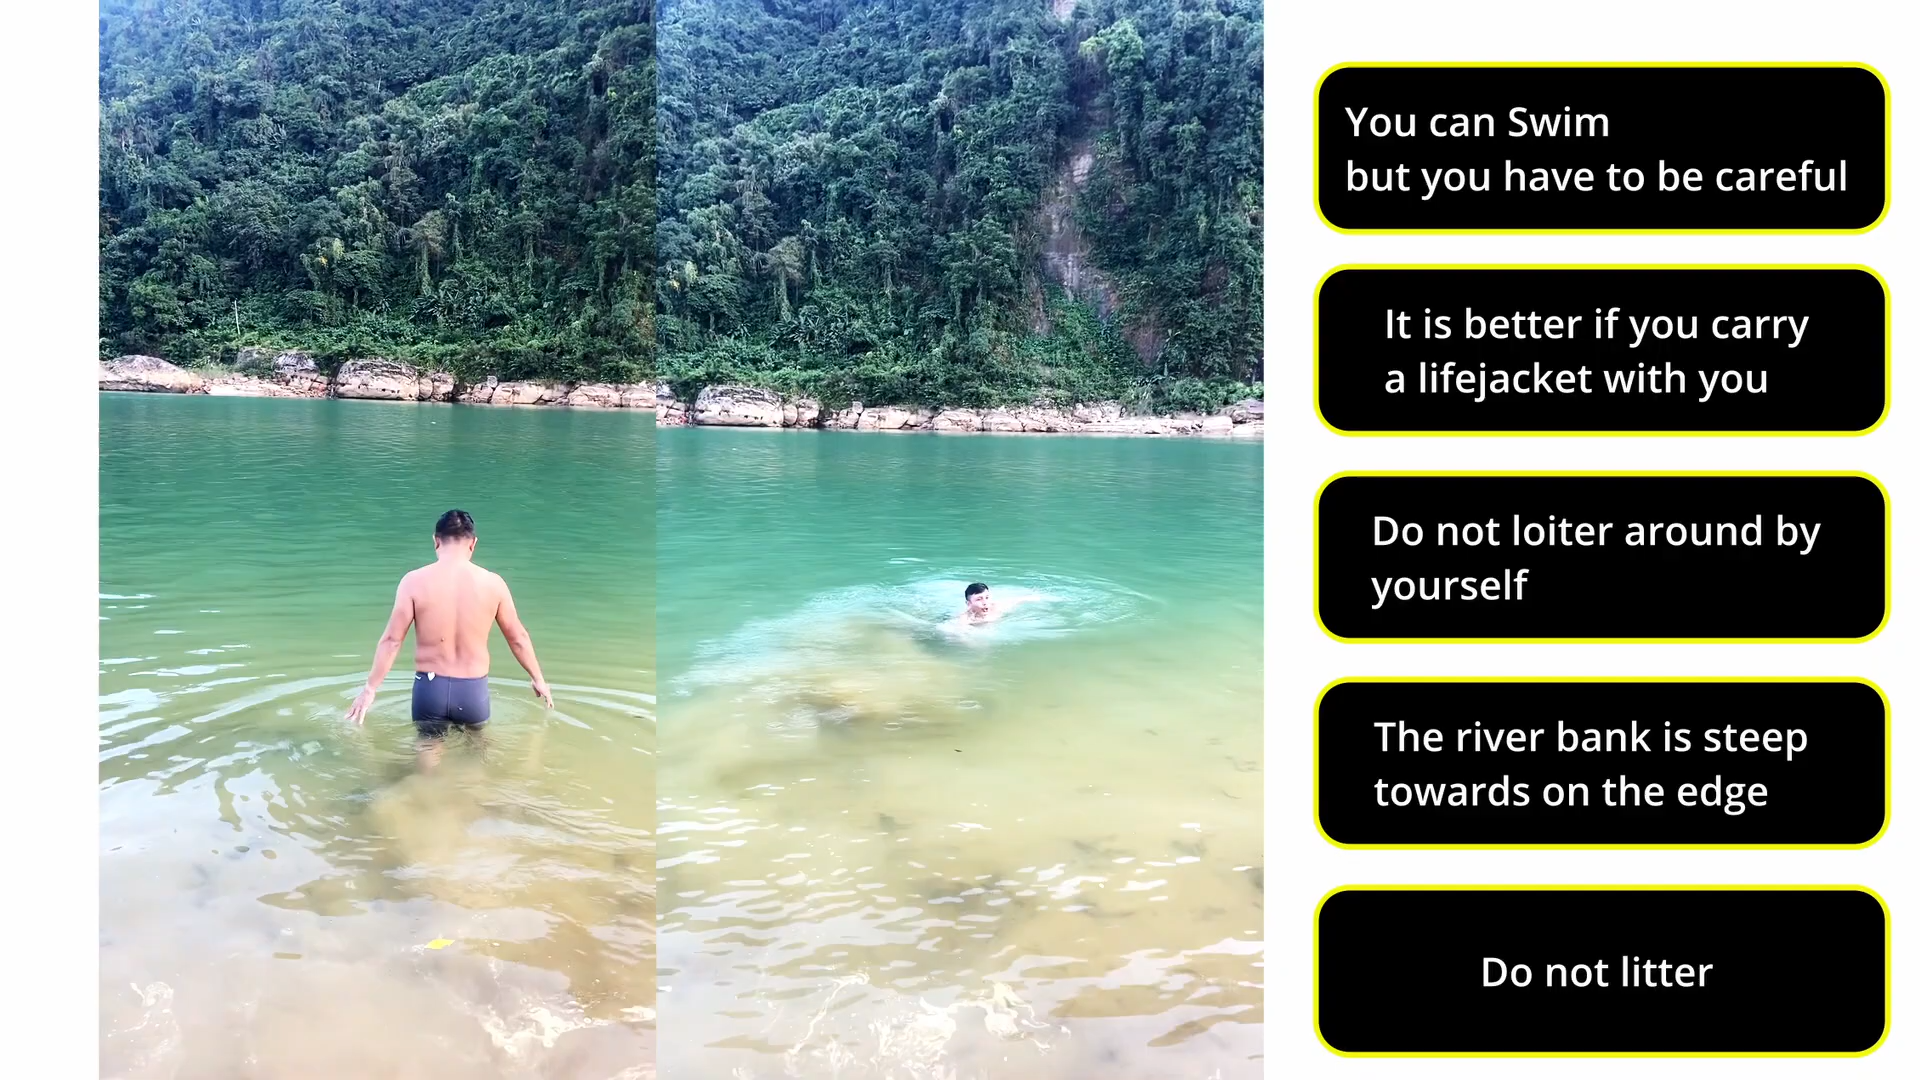 You can Swim
but you have to be careful
It is better if you carry
a lifejacket with you
Do not loiter around by
yourself
The river bank is steep
towards on the edge
Do not litter